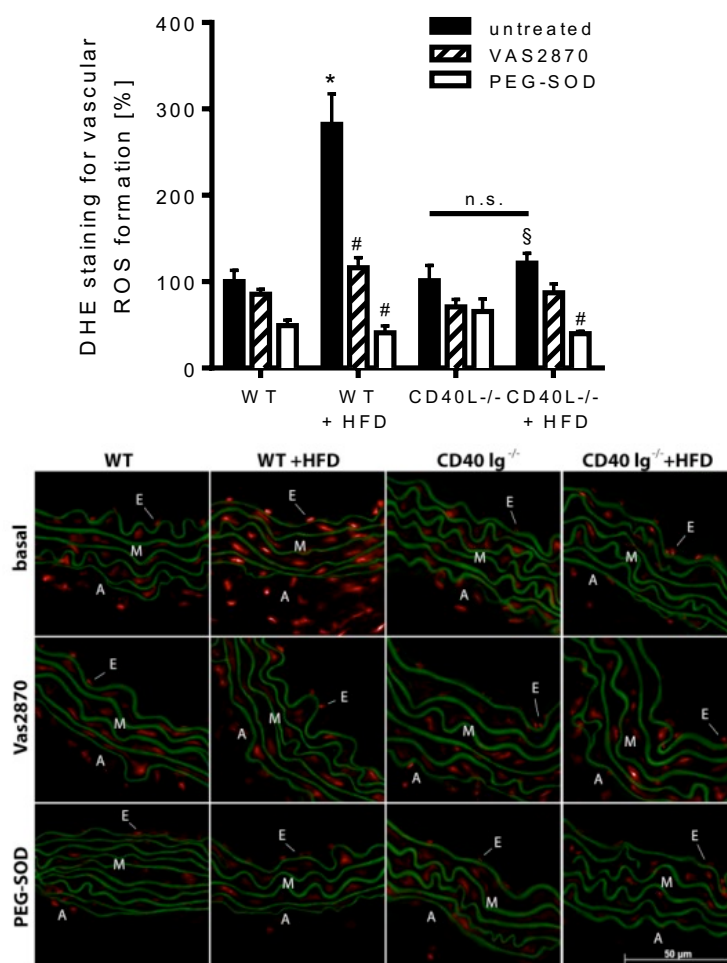 DHE staining for vascular
ROS formation [%]
400
300
200
100
0
untreated
VAS2870
PEG-SOD
*
#
#
n.s.
§
#
WT
WT
+ HFD
CD40L-/-
CD40L-/-
+ HFD
WT
WT +HFD
CD40 lg-/-
CD40 lg-/-+HFD
basal
E
M
A
E
M
A
E
M
A
E
M
A
Vas2870
E
M
A
E
M
A
E
M
A
E
M
A
PEG-SOD
E
M
A
E
M
A
E
M
A
E
M
A
50 µm